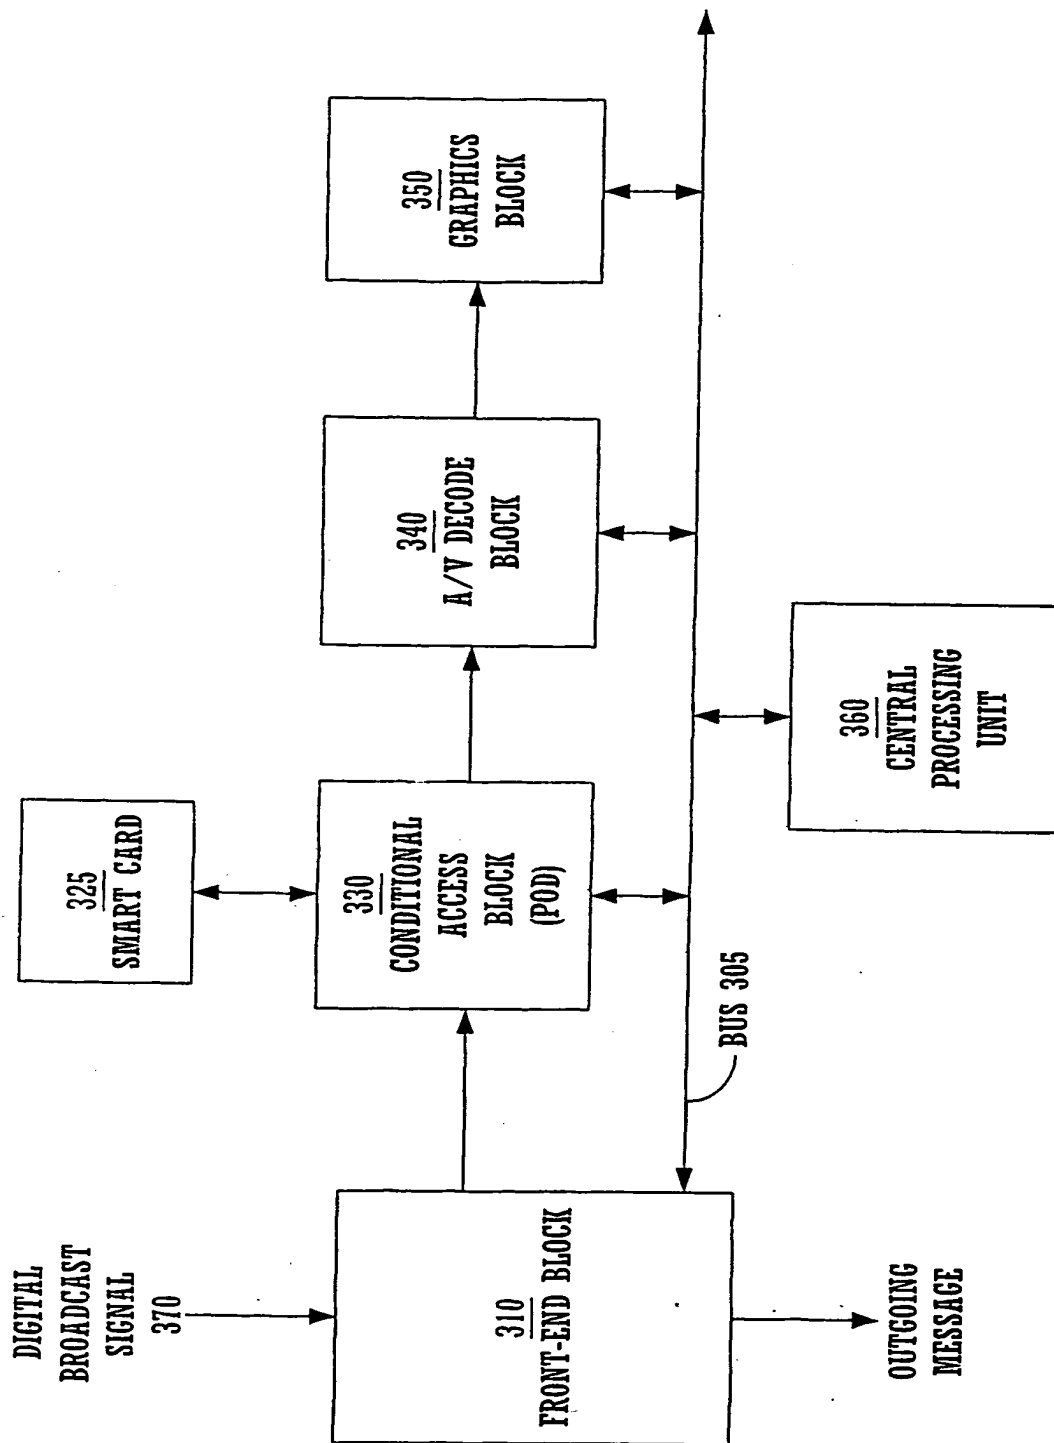 DIGITAL
BROADCAST
SIGNAL
370
310
FRONT-END BLOCK
OUTGOING
MESSAGE
325
SMART CARD
330
CONDITIONAL
ACCESS
BLOCK
(POD)
BUS 305
340
A/V DECODE
BLOCK
360
CENTRAL
PROCESSING
UNIT
350
GRAPHICS
BLOCK